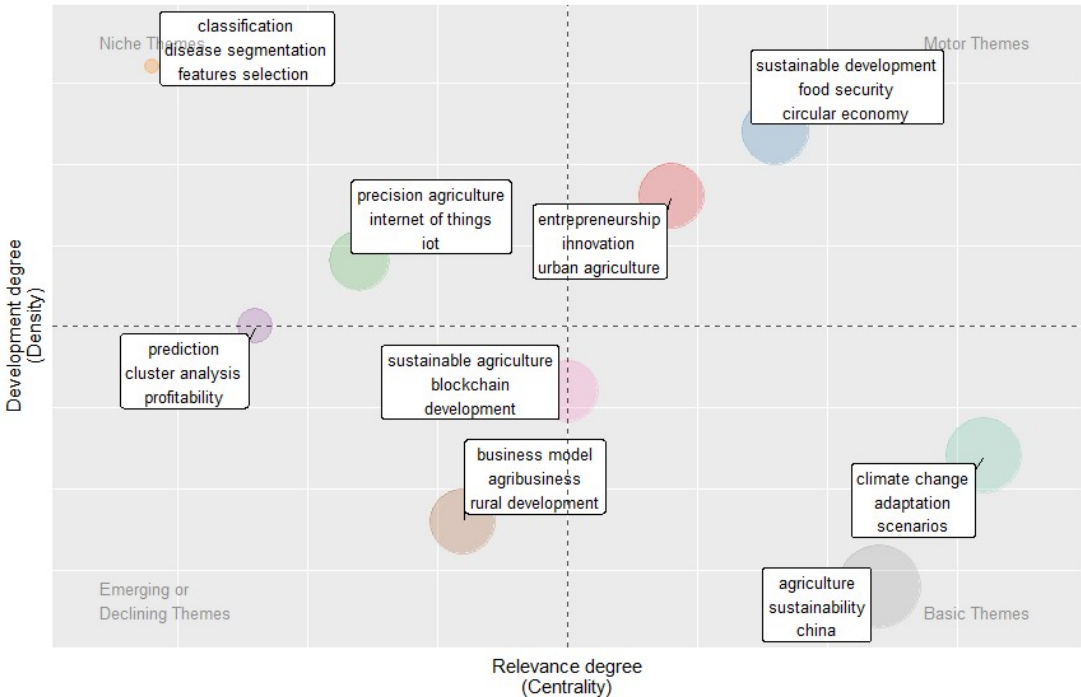 classification
Niche Themes
disease segmentation
features selection
Motor Themes
sustainable development
food security
circular economy
precision agriculture
internet of things
iot
entrepreneurship
innovation
urban agriculture
Development degree
(Density)
prediction
cluster analysis
profitability
sustainable agriculture
blockchain
development
business model
agribusiness
rural development
climate change
adaptation
scenarios
Emerging or
Declining Themes
agriculture
sustainability
china
Basic Themes
Relevance degree
(Centrality)